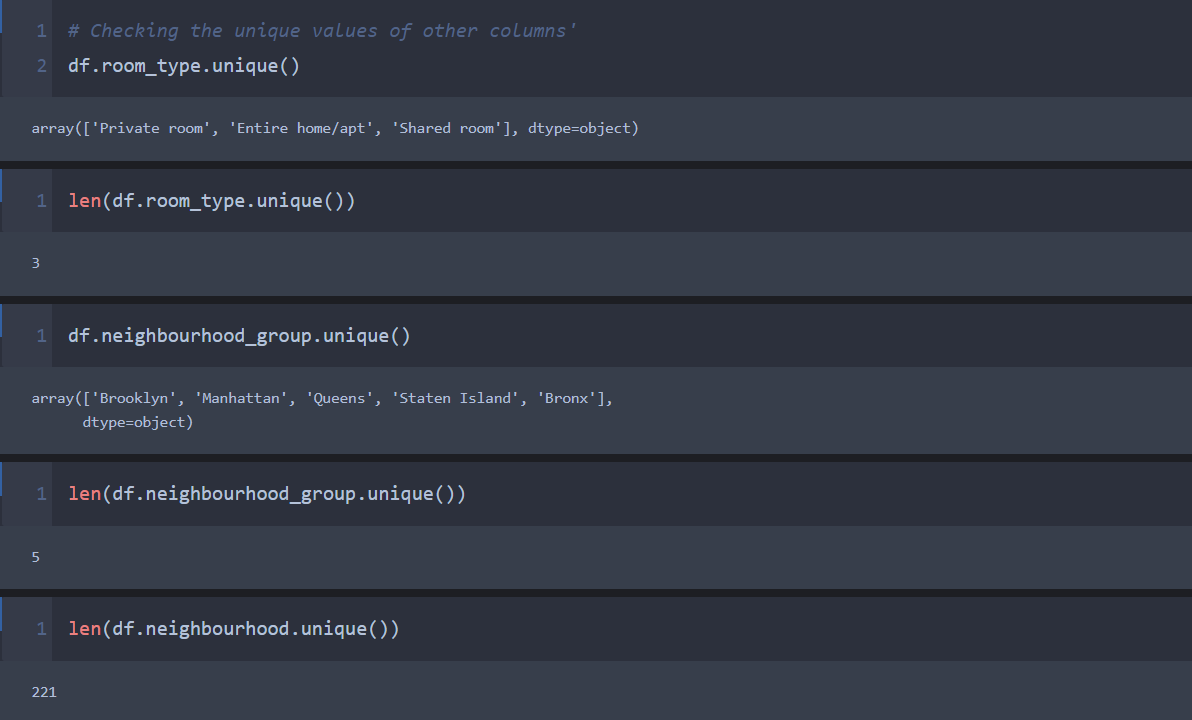 1 # Checking the unique values of other columns'
2 df.room_type.unique()
array(['Private room', 'Entire home/apt', 'Shared room'], dtype=object)
1 len(df.room_type.unique())
3
1 df.neighbourhood_group.unique()
array(['Brooklyn', 'Manhattan', 'Queens', 'Staten Island', 'Bronx'],
dtype=object)
1 len(df.neighbourhood_group.unique())
5
1 len(df.neighbourhood.unique())
221